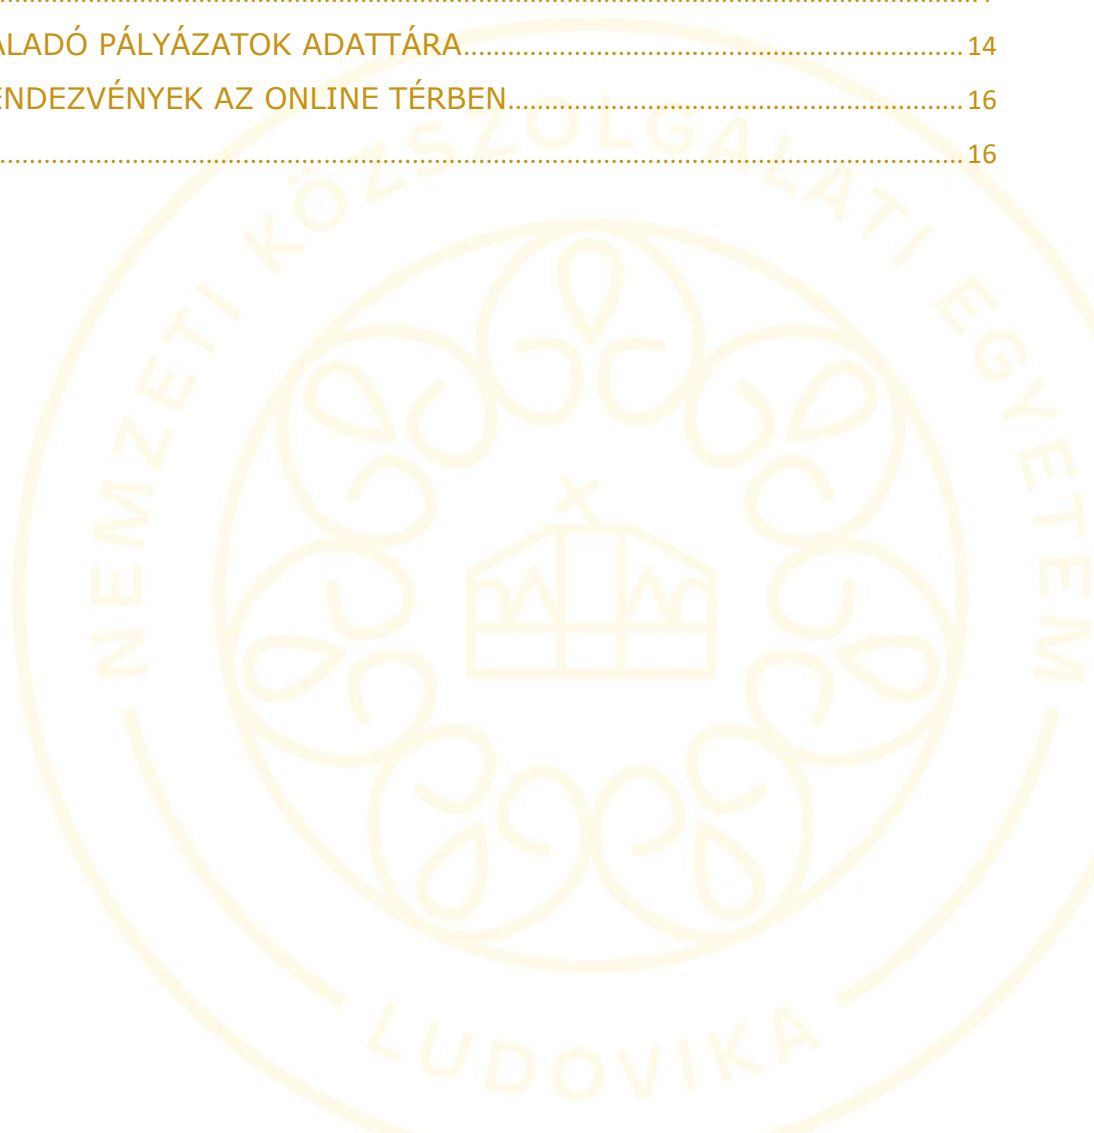 ALADÓ PÁLYÁZATOK ADATTÁRA 14
ENDEZVÉNYEK AZ ONLINE TÉRBEN 16
16
NEMZETI KÖZSZOLGÁLATI EGYETEM
LUDOVIKA